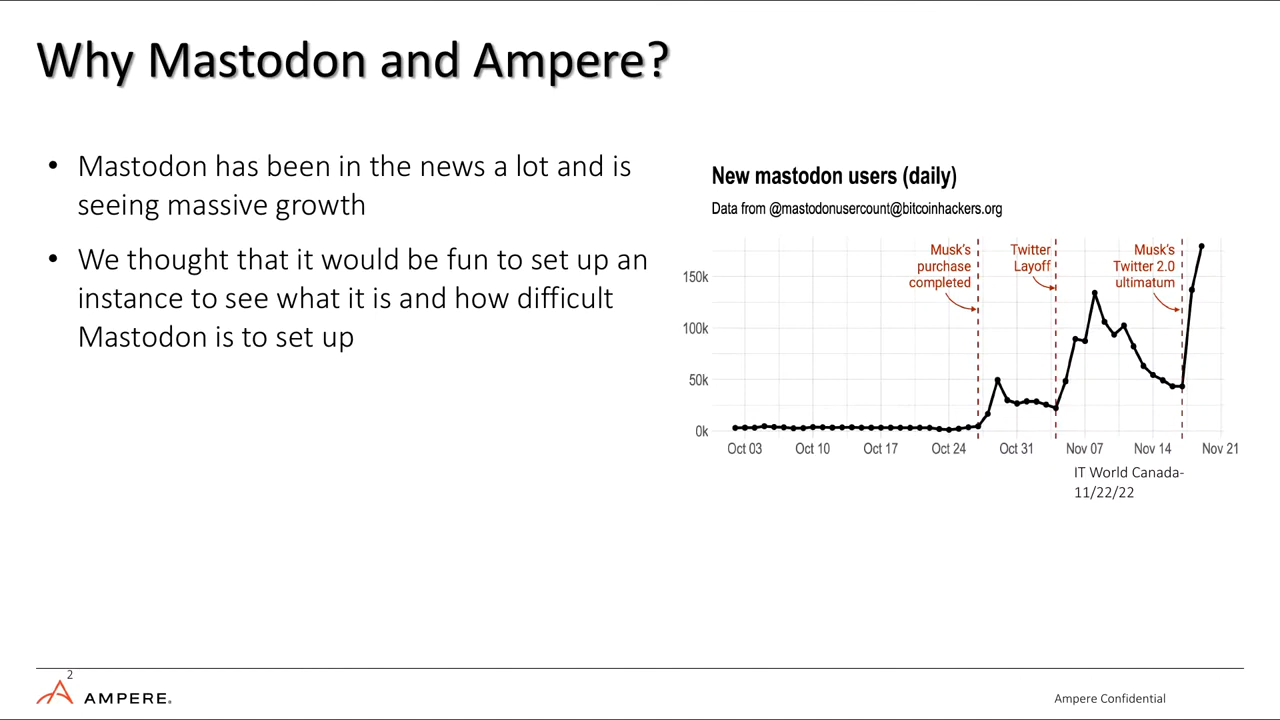 Why Mastodon and Ampere?
• Mastodon has been in the news a lot and is
seeing massive growth
• We thought that it would be fun to set up an
instance to see what it is and how difficult
Mastodon is to set up
New mastodon users (daily)
Data from @mastodonusercount@bitcoinhackers.org
Musk's
purchase
completed
Twitter
Layoff
Musk's
Twitter 2.0
ultimatum
150k
100k
50k
0k
Oct 03 Oct 10 Oct 17 Oct 24 Oct 31 Nov 07 Nov 14 Nov 21
IT World Canada-
11/22/22
2
AMPERE®
Ampere Confidential